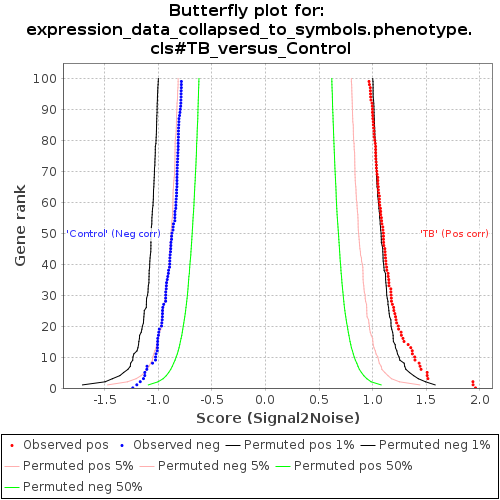 Butterfly plot for:
expression_data_collapsed_to_symbols.phenotype.
cls#TB_versus_Control
100
90
80
70
60
50
40
30
20
10
0
Gene rank
'Control' (Neg corr)
'TB' (Pos corr)
-1.5 -1.0 -0.5 0.0 0.5 1.0 1.5 2.0
Score (Signal2Noise)
Observed pos Observed neg Permuted pos 1% Permuted neg 1%
Permuted pos 5% Permuted neg 5% Permuted pos 50%
Permuted neg 50%